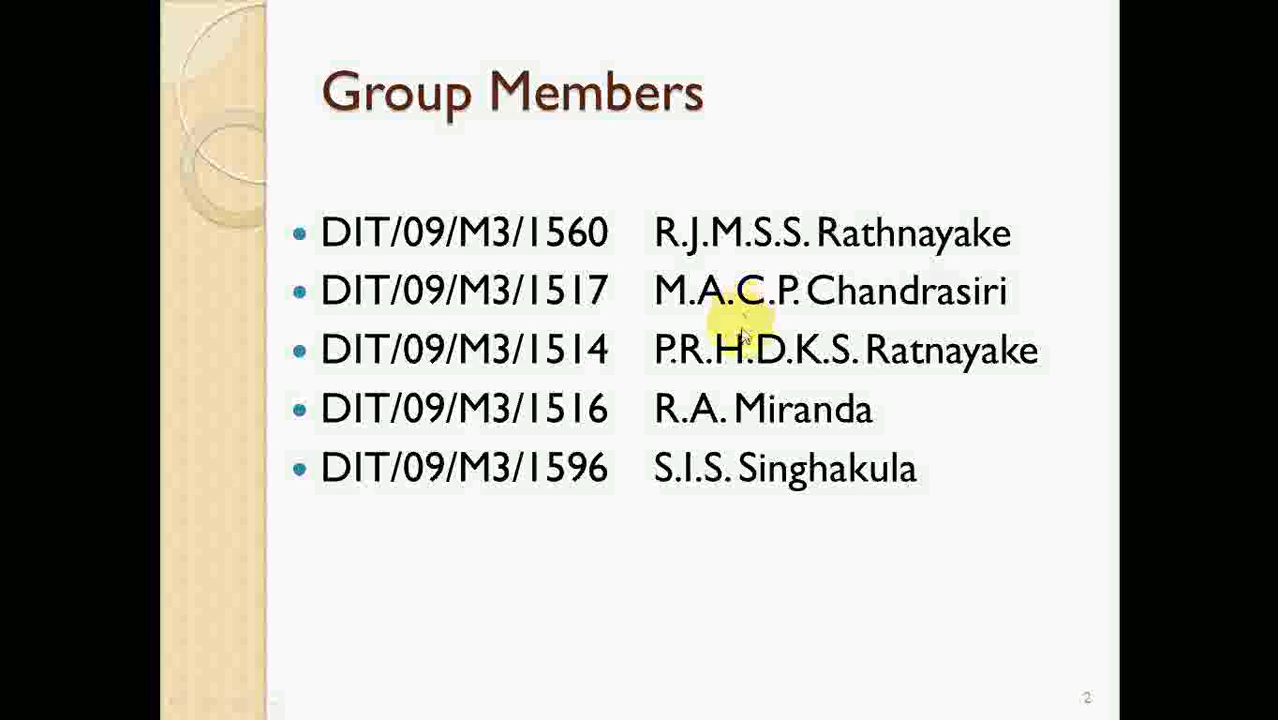 Group Members
• DIT/09/M3/1560 R.J.M.S.S. Rathnayake
• DIT/09/M3/1517 M.A.C.P. Chandrasiri
• DIT/09/M3/1514 P.R.H.D.K.S. Ratnayake
• DIT/09/M3/1516 R.A. Miranda
• DIT/09/M3/1596 S.I.S. Singhakula
2